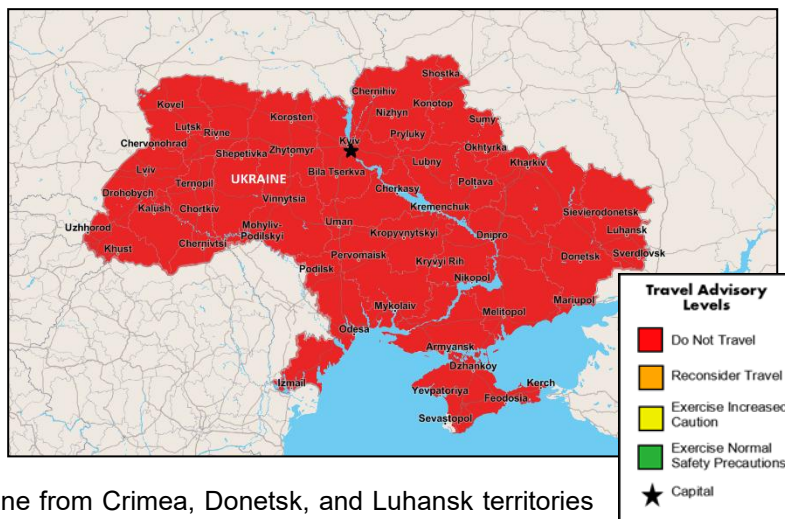 Shostka
Chernihiv
Konotop
Kovel
Nizhyn
Korosten
Sumy
Lutsk
Rivne
Pryluky
Chervonohrad
Kyiv
Okhtyrka
Shepetivka
Zhytomyr
Lubny
Kharkiv
Lviv
Bila Tserkva
Ternopil
UKRAINE
Poltava
Drohobych
Cherkasy
Kalush
Chortkiv
Vinnytsia
Kremenchuk
Sievierodonetsk
Uzhhorod
Mohyliv-
Podilskyi
Uman
Kropyvnytskyi
Dnipro
Luhansk
Khust
Chernivtsi
Pervomaisk
Donetsk
Sverdlovsk
Podilsk
Kryvyi Rih
Nikopol
Mykolaiv
Melitopol
Mariupol
Odesa
Armyansk
Dzhankoy
Izmail
Yevpatoriya
Kerch
Feodosia
Sevastopol
Travel Advisory
Levels
Do Not Travel
Reconsider Travel
Exercise Increased
Caution
Exercise Normal
Safety Precautions
Capital
ne from Crimea, Donetsk, and Luhansk territories